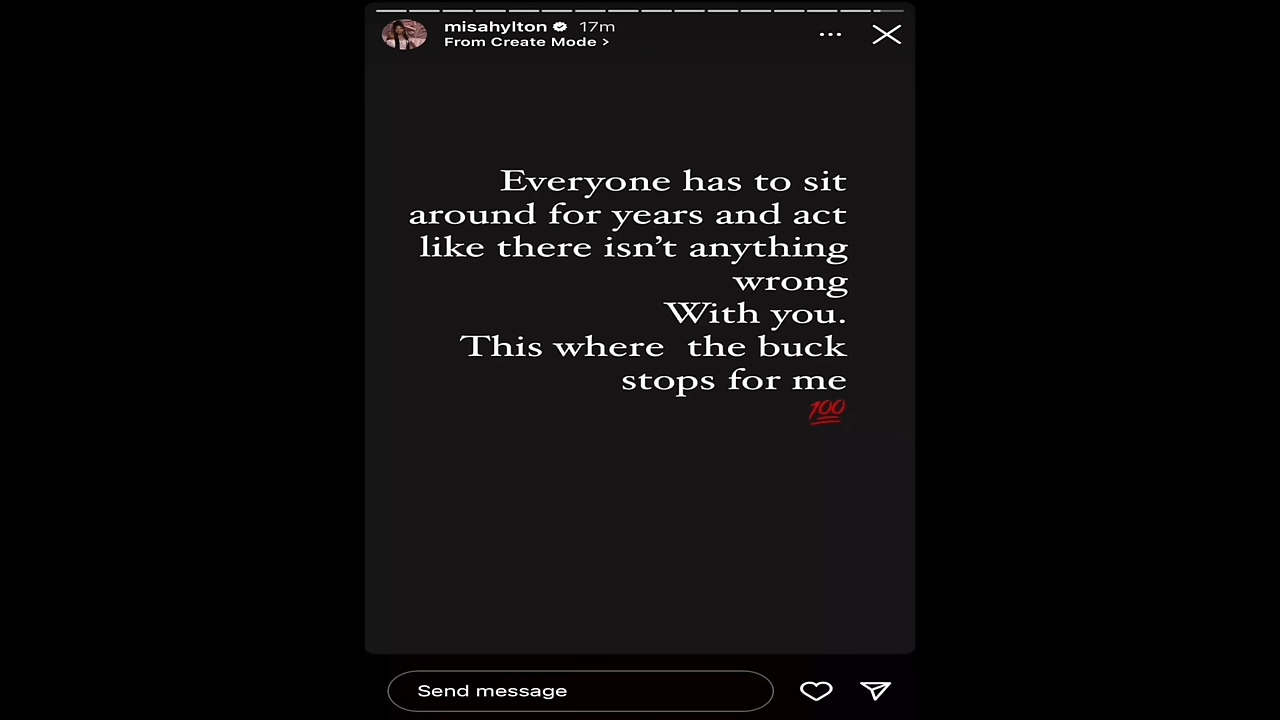 misahylton 17m
From Create Mode >
Everyone has to sit
around for years and act
like there isn’t anything
wrong
With you.
This where  the buck
stops for me
💯
Send message